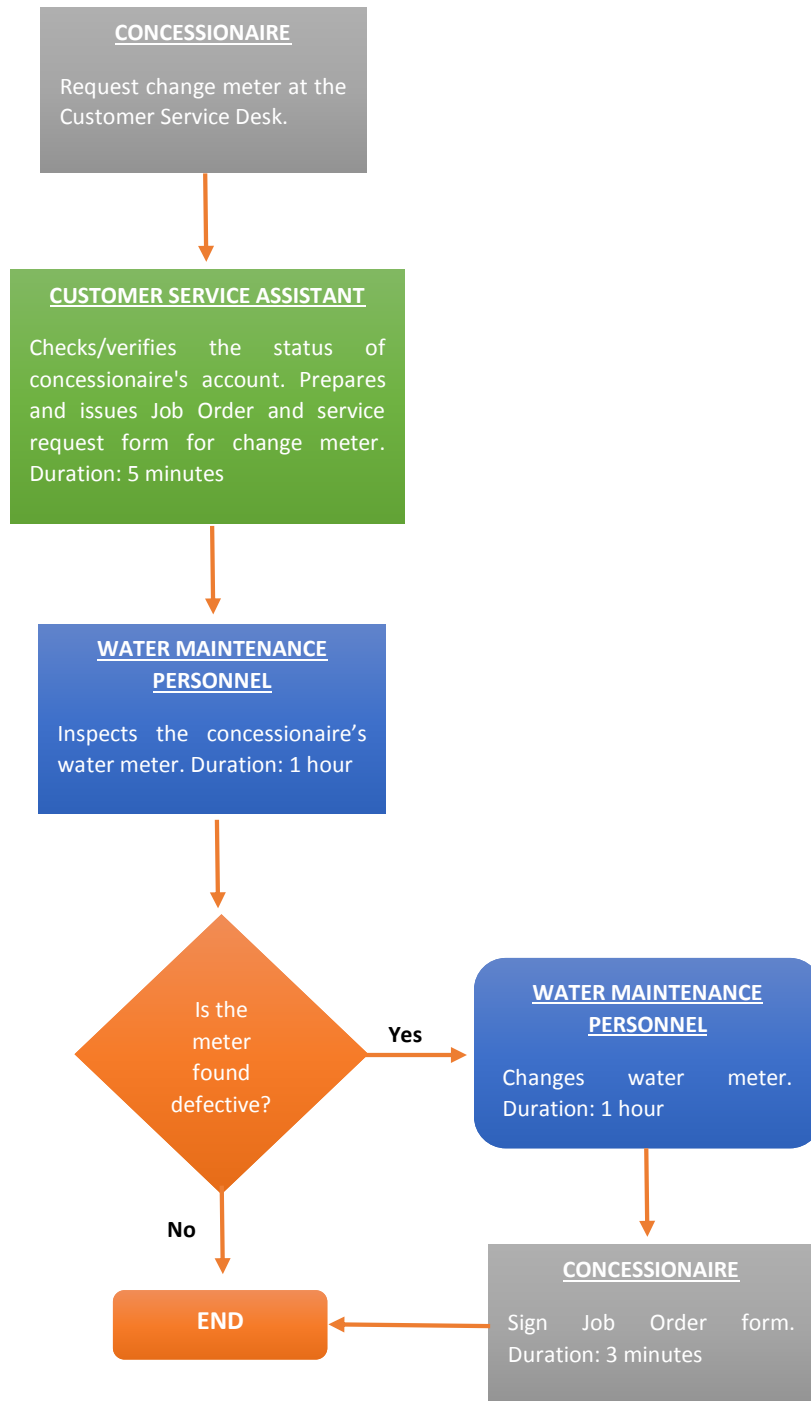 CONCESSIONAIRE
Request change meter at the
Customer Service Desk.
CUSTOMER SERVICE ASSISTANT
Checks/verifies the status of
concessionaire's account. Prepares
and issues Job Order and service
request form for change meter.
Duration: 5 minutes
WATER MAINTENANCE
PERSONNEL
Inspects the concessionaire’s
water meter. Duration: 1 hour
Is the
meter
found
defective?
Yes
WATER MAINTENANCE
PERSONNEL
Changes water meter.
Duration: 1 hour
No
CONCESSIONAIRE
Sign Job Order form.
Duration: 3 minutes
END